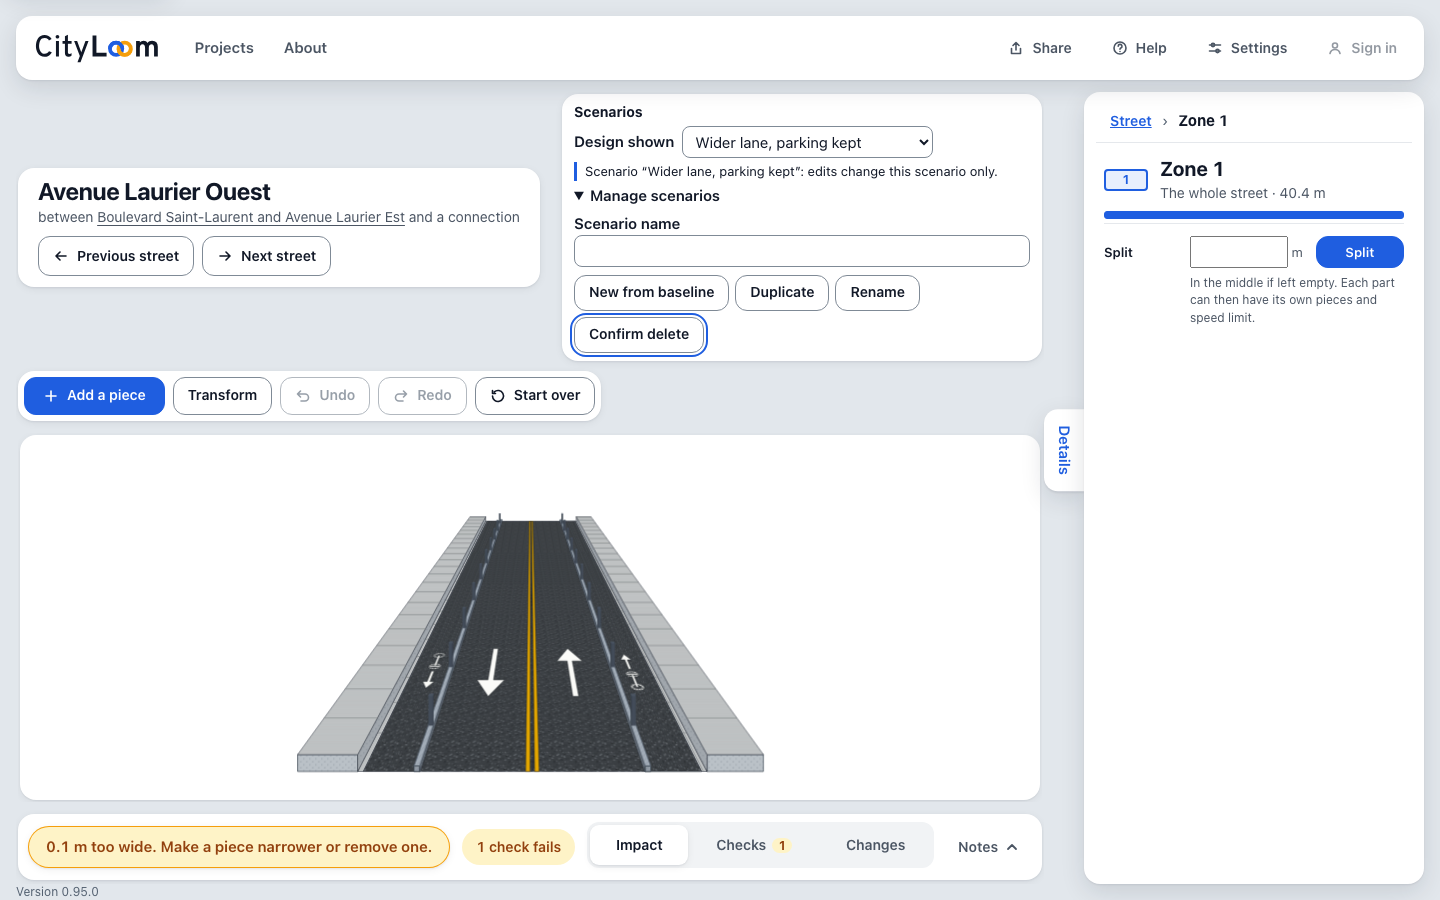 CityLoom
Projects
About
Share
Help
Settings
Sign in
Scenarios
Design shown
Wider lane, parking kept
Scenario “Wider lane, parking kept”: edits change this scenario only.
Manage scenarios
Scenario name
New from baseline
Duplicate
Rename
Confirm delete
Avenue Laurier Ouest
between Boulevard Saint-Laurent and Avenue Laurier Est and a connection
Previous street
Next street
Add a piece
Transform
Undo
Redo
Start over
Details
Street › Zone 1
1
Zone 1
The whole street · 40.4 m
Split
m
Split
In the middle if left empty. Each part
can then have its own pieces and
speed limit.
0.1 m too wide. Make a piece narrower or remove one.
1 check fails
Impact
Checks 1
Changes
Notes
Version 0.95.0